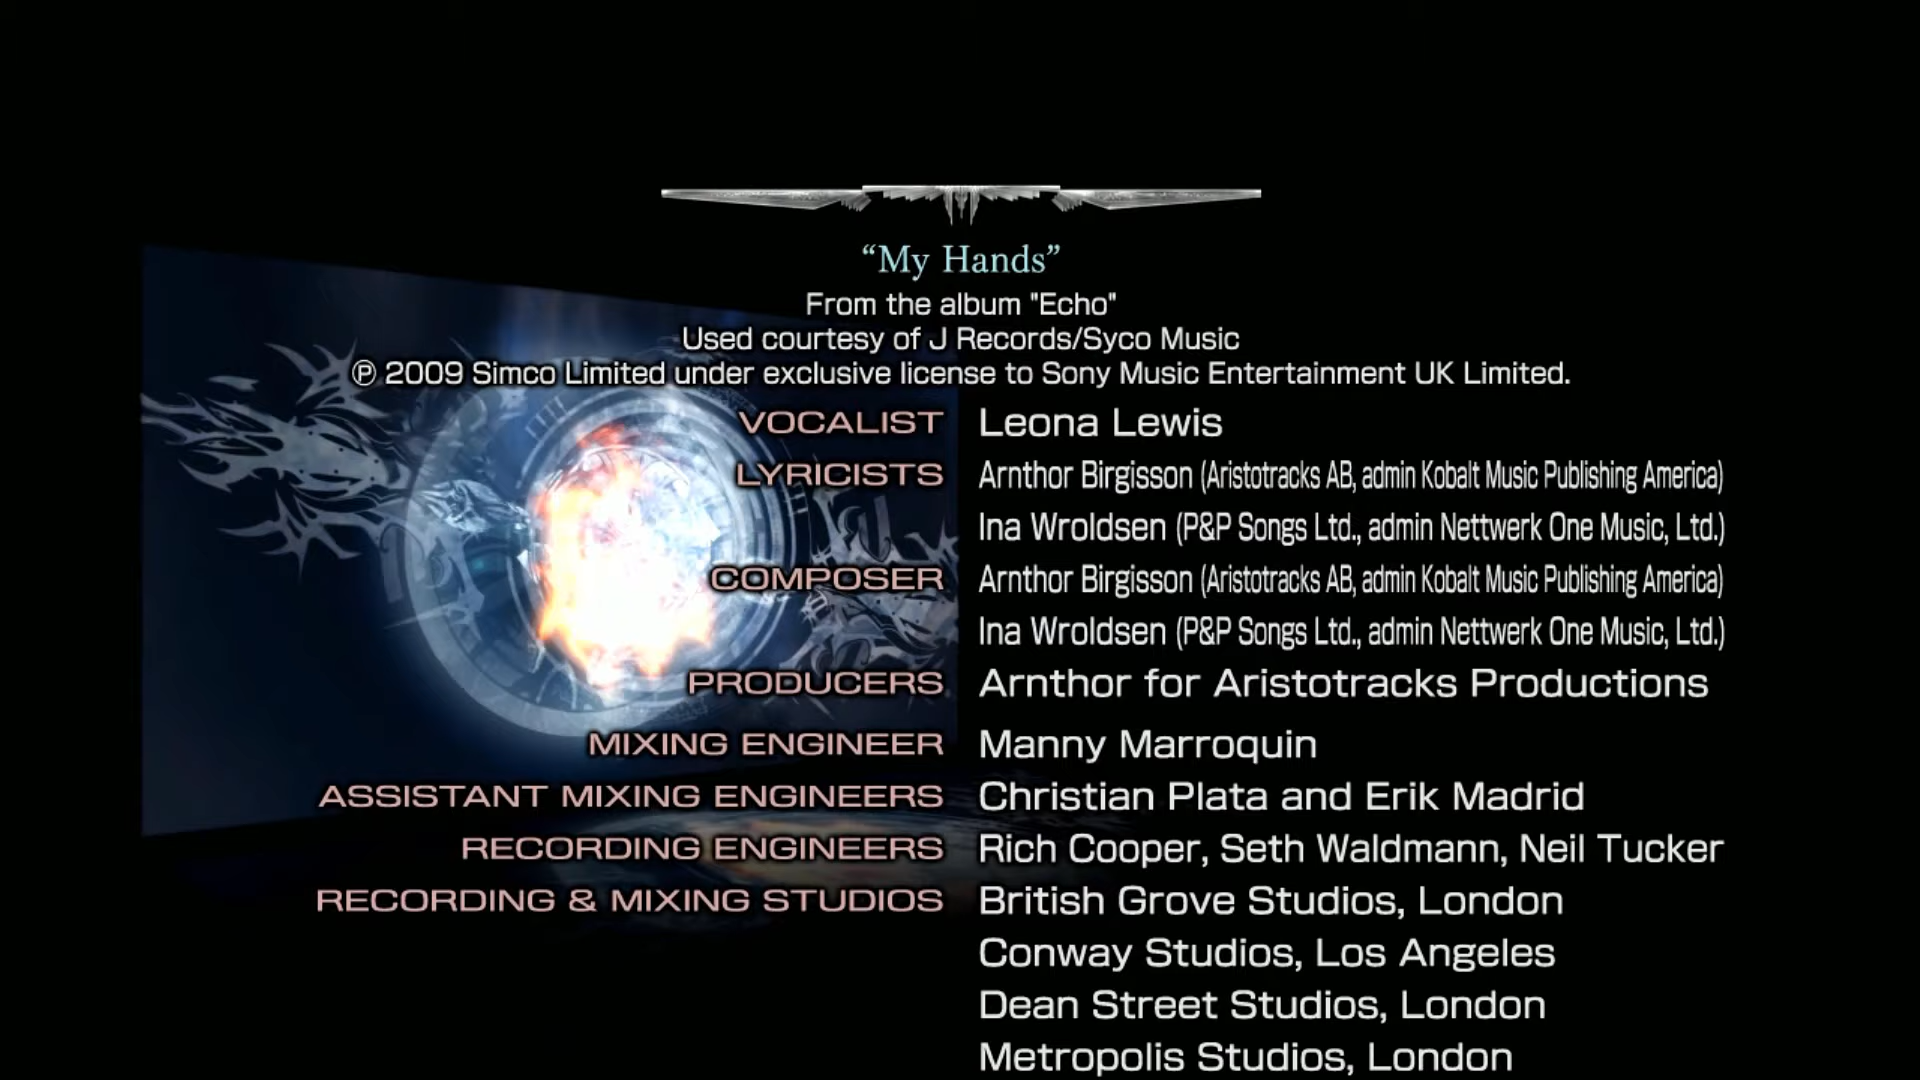 “My Hands”
From the album "Echo"
Used courtesy of J Records/Syco Music
℗ 2009 Simco Limited under exclusive license to Sony Music Entertainment UK Limited.
VOCALIST Leona Lewis
LYRICISTS Arnthor Birgisson (Aristotracks AB, admin Kobalt Music Publishing America)
Ina Wroldsen (P&P Songs Ltd., admin Nettwerk One Music, Ltd.)
COMPOSER Arnthor Birgisson (Aristotracks AB, admin Kobalt Music Publishing America)
Ina Wroldsen (P&P Songs Ltd., admin Nettwerk One Music, Ltd.)
PRODUCERS Arnthor for Aristotracks Productions
MIXING ENGINEER Manny Marroquin
ASSISTANT MIXING ENGINEERS Christian Plata and Erik Madrid
RECORDING ENGINEERS Rich Cooper, Seth Waldmann, Neil Tucker
RECORDING & MIXING STUDIOS British Grove Studios, London
Conway Studios, Los Angeles
Dean Street Studios, London
Metropolis Studios, London